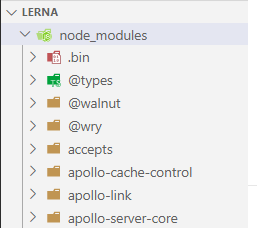 LERNA
node_modules
.bin
@types
@walnut
@wry
accepts
apollo-cache-control
apollo-link
apollo-server-core